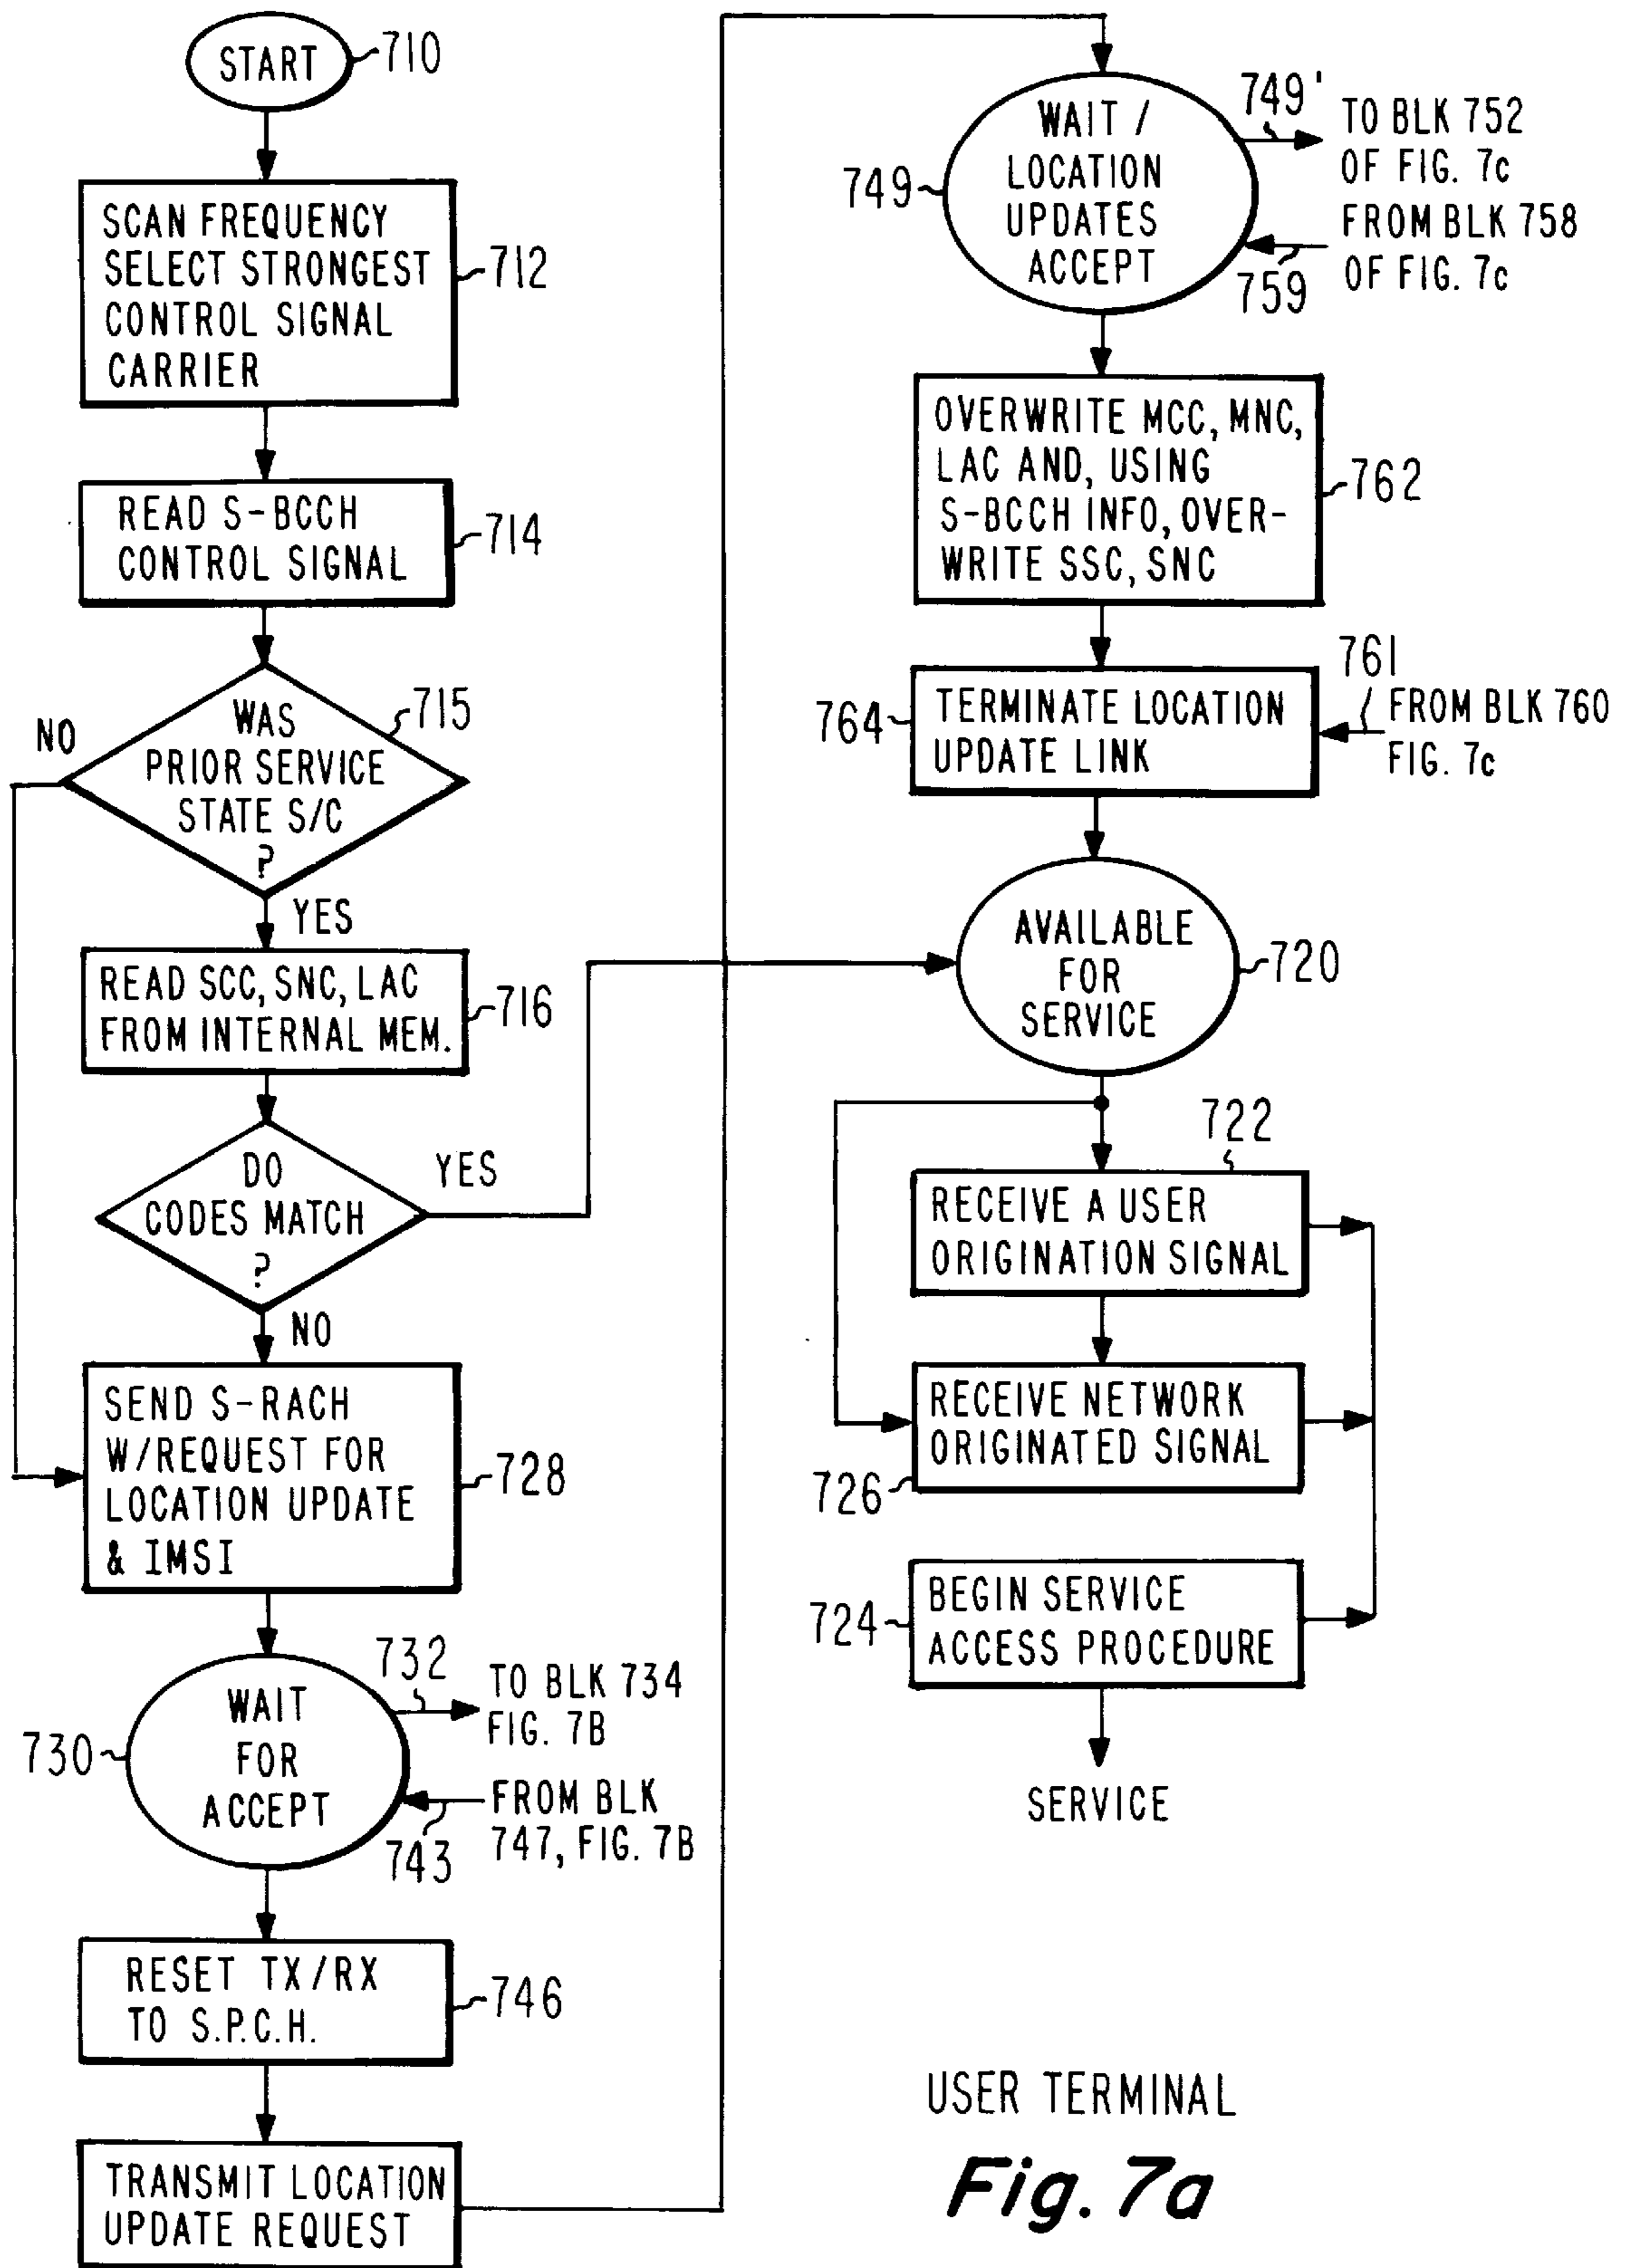 START
710
SCAN FREQUENCY
SELECT STRONGEST
CONTROL SIGNAL
CARRIER
712
READ S-BCCH
CONTROL SIGNAL
714
WAS
PRIOR SERVICE
STATE S/C
?
715
NO
YES
READ SCC, SNC, LAC
FROM INTERNAL MEM.
716
DO
CODES MATCH
?
YES
NO
SEND S-RACH
W/REQUEST FOR
LOCATION UPDATE
& IMSI
728
WAIT
FOR
ACCEPT
730
732
TO BLK 734
FIG. 7B
743
FROM BLK
747, FIG. 7B
RESET TX/RX
TO S.P.C.H.
746
TRANSMIT LOCATION
UPDATE REQUEST
WAIT /
LOCATION
UPDATES
ACCEPT
749
749'
TO BLK 752
OF FIG. 7c
FROM BLK 758
OF FIG. 7c
759
OVERWRITE MCC, MNC,
LAC AND, USING
S-BCCH INFO, OVER-
WRITE SSC, SNC
762
TERMINATE LOCATION
UPDATE LINK
764
761
FROM BLK 760
FIG. 7c
AVAILABLE
FOR
SERVICE
720
722
RECEIVE A USER
ORIGINATION SIGNAL
RECEIVE NETWORK
ORIGINATED SIGNAL
726
BEGIN SERVICE
ACCESS PROCEDURE
724
SERVICE
USER TERMINAL
Fig. 7a